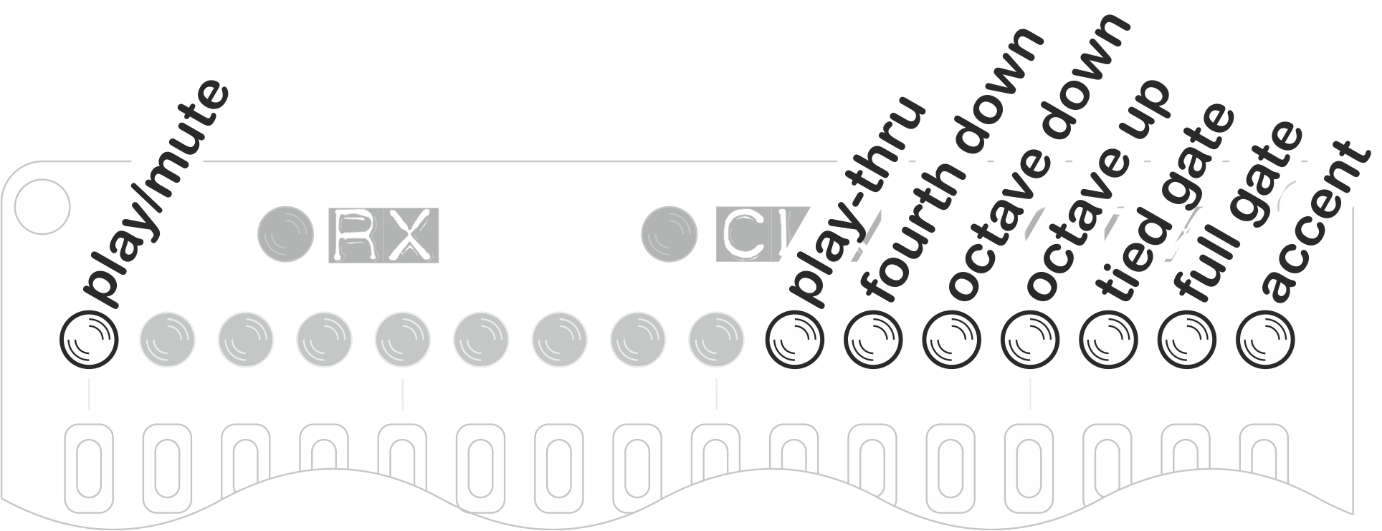 play/mute
RX
play-thru
fourth down
octave down
octave up
tied gate
full gate
accent